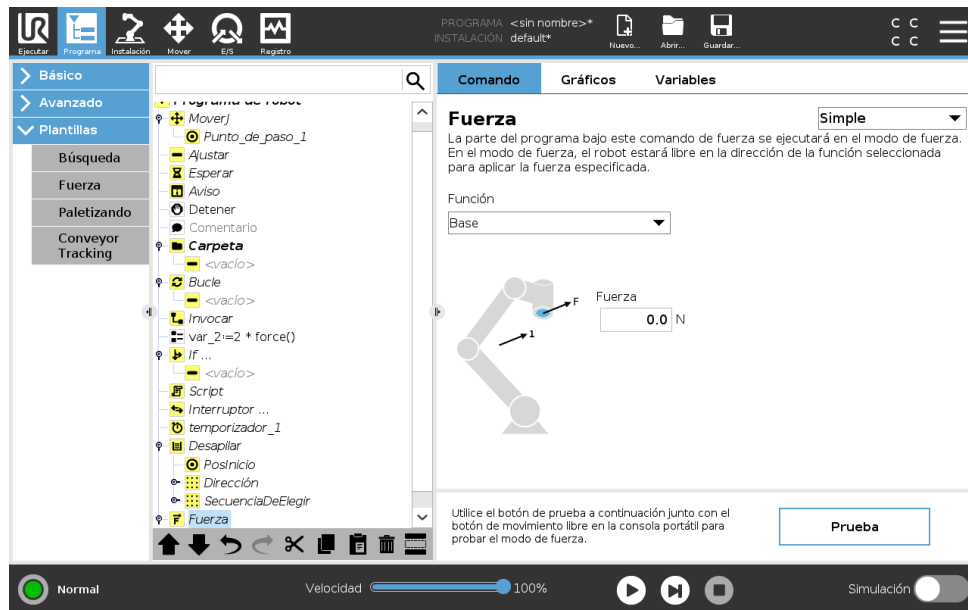 PROGRAMA <sin nombre>*
INSTALACIÓN default*
Ejecutar Programa Instalación Mover E/S Registro
Nuevo... Abrir... Guardar...
C C
C C
Básico
Avanzado
Plantillas
Búsqueda
Fuerza
Paletizando
Conveyor
Tracking
Programa de robot
MoverJ
Punto_de_paso_1
Ajustar
Esperar
Aviso
Detener
Comentario
Carpeta
<vacío>
Bucle
<vacío>
Invocar
var_2:=2 * force()
If ...
<vacío>
Script
Interruptor ...
temporizador_1
Desapilar
PosInicio
Dirección
SecuenciaDeElegir
Fuerza
Comando Gráficos Variables
Fuerza
Simple
La parte del programa bajo este comando de fuerza se ejecutará en el modo de fuerza.
En el modo de fuerza, el robot estará libre en la dirección de la función seleccionada
para aplicar la fuerza especificada.
Función
Base
F
1
Fuerza
0.0 N
Utilice el botón de prueba a continuación junto con el
botón de movimiento libre en la consola portátil para
probar el modo de fuerza.
Prueba
Normal
Velocidad 100%
Simulación